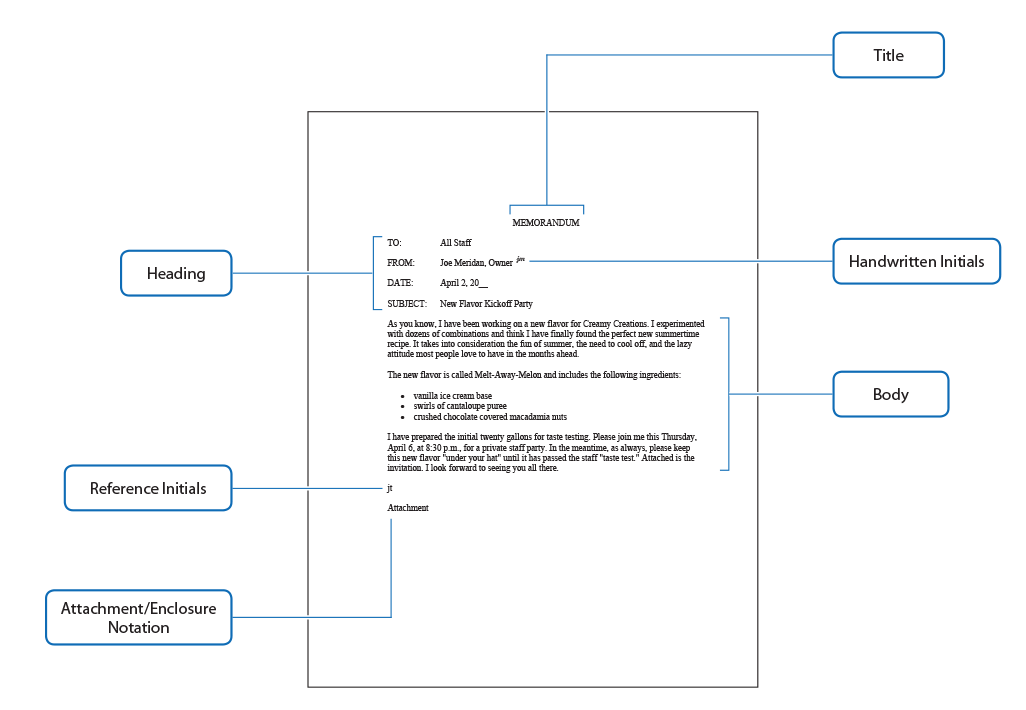 Title
MEMORANDUM
TO: All Staff
Heading
FROM: Joe Meridan, Owner jm
Handwritten Initials
DATE: April 2, 20__
SUBJECT: New Flavor Kickoff Party
As you know, I have been working on a new flavor for Creamy Creations. I experimented
with dozens of combinations and think I have finally found the perfect new summertime
recipe. It takes into consideration the fun of summer, the need to cool off, and the lazy
attitude most people love to have in the months ahead.
The new flavor is called Melt-Away-Melon and includes the following ingredients:
Body
• vanilla ice cream base
• swirls of cantaloupe puree
• crushed chocolate covered macadamia nuts
I have prepared the initial twenty gallons for taste testing. Please join me this Thursday,
April 6, at 8:30 p.m., for a private staff party. In the meantime, as always, please keep
this new flavor "under your hat" until it has passed the staff "taste test." Attached is the
invitation. I look forward to seeing you all there.
Reference Initials
jt
Attachment
Attachment/Enclosure
Notation